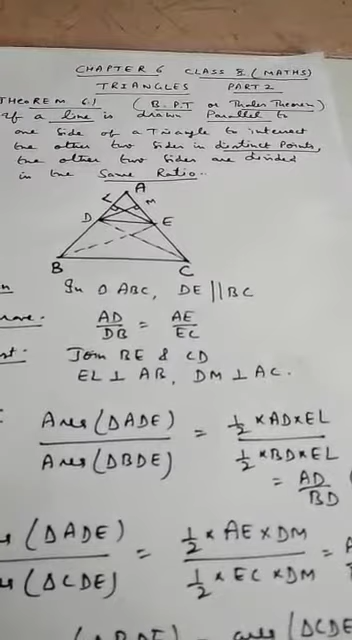 CHAPTER 6 CLASS 8 (MATHS)
TRIANGLES PART 2
THEOREM 6.1 (B.P.T or Thales Theorem)
If a line is drawn Parallel to
one side of a Triangle to intersect
the other two sides in distinct points,
the other two sides are divided
in the Same Ratio.
A
L M
D E
B C
In Δ ABC, DE || BC
AD/DB = AE/EC
Join BE & CD
EL ⊥ AB, DM ⊥ AC.
Area (ΔADE) / Area (ΔBDE) = ½ × AD × EL / ½ × BD × EL
= AD/BD
(ΔADE) / (ΔCDE) = ½ × AE × DM / ½ × EC × DM =
(ΔCDE